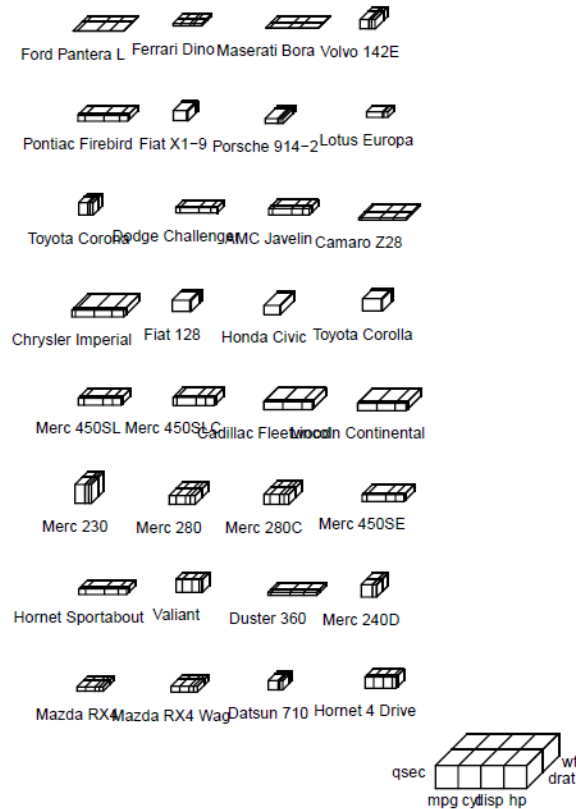 Ford Pantera L Ferrari Dino Maserati Bora Volvo 142E
Pontiac Firebird Fiat X1−9 Porsche 914−2 Lotus Europa
Toyota Corona Dodge Challenger AMC Javelin Camaro Z28
Chrysler Imperial Fiat 128 Honda Civic Toyota Corolla
Merc 450SL Merc 450SLC Cadillac Fleetwood Lincoln Continental
Merc 230 Merc 280 Merc 280C Merc 450SE
Hornet Sportabout Valiant Duster 360 Merc 240D
Mazda RX4 Mazda RX4 Wag Datsun 710 Hornet 4 Drive
wt
qsec drat
mpg cyl disp hp